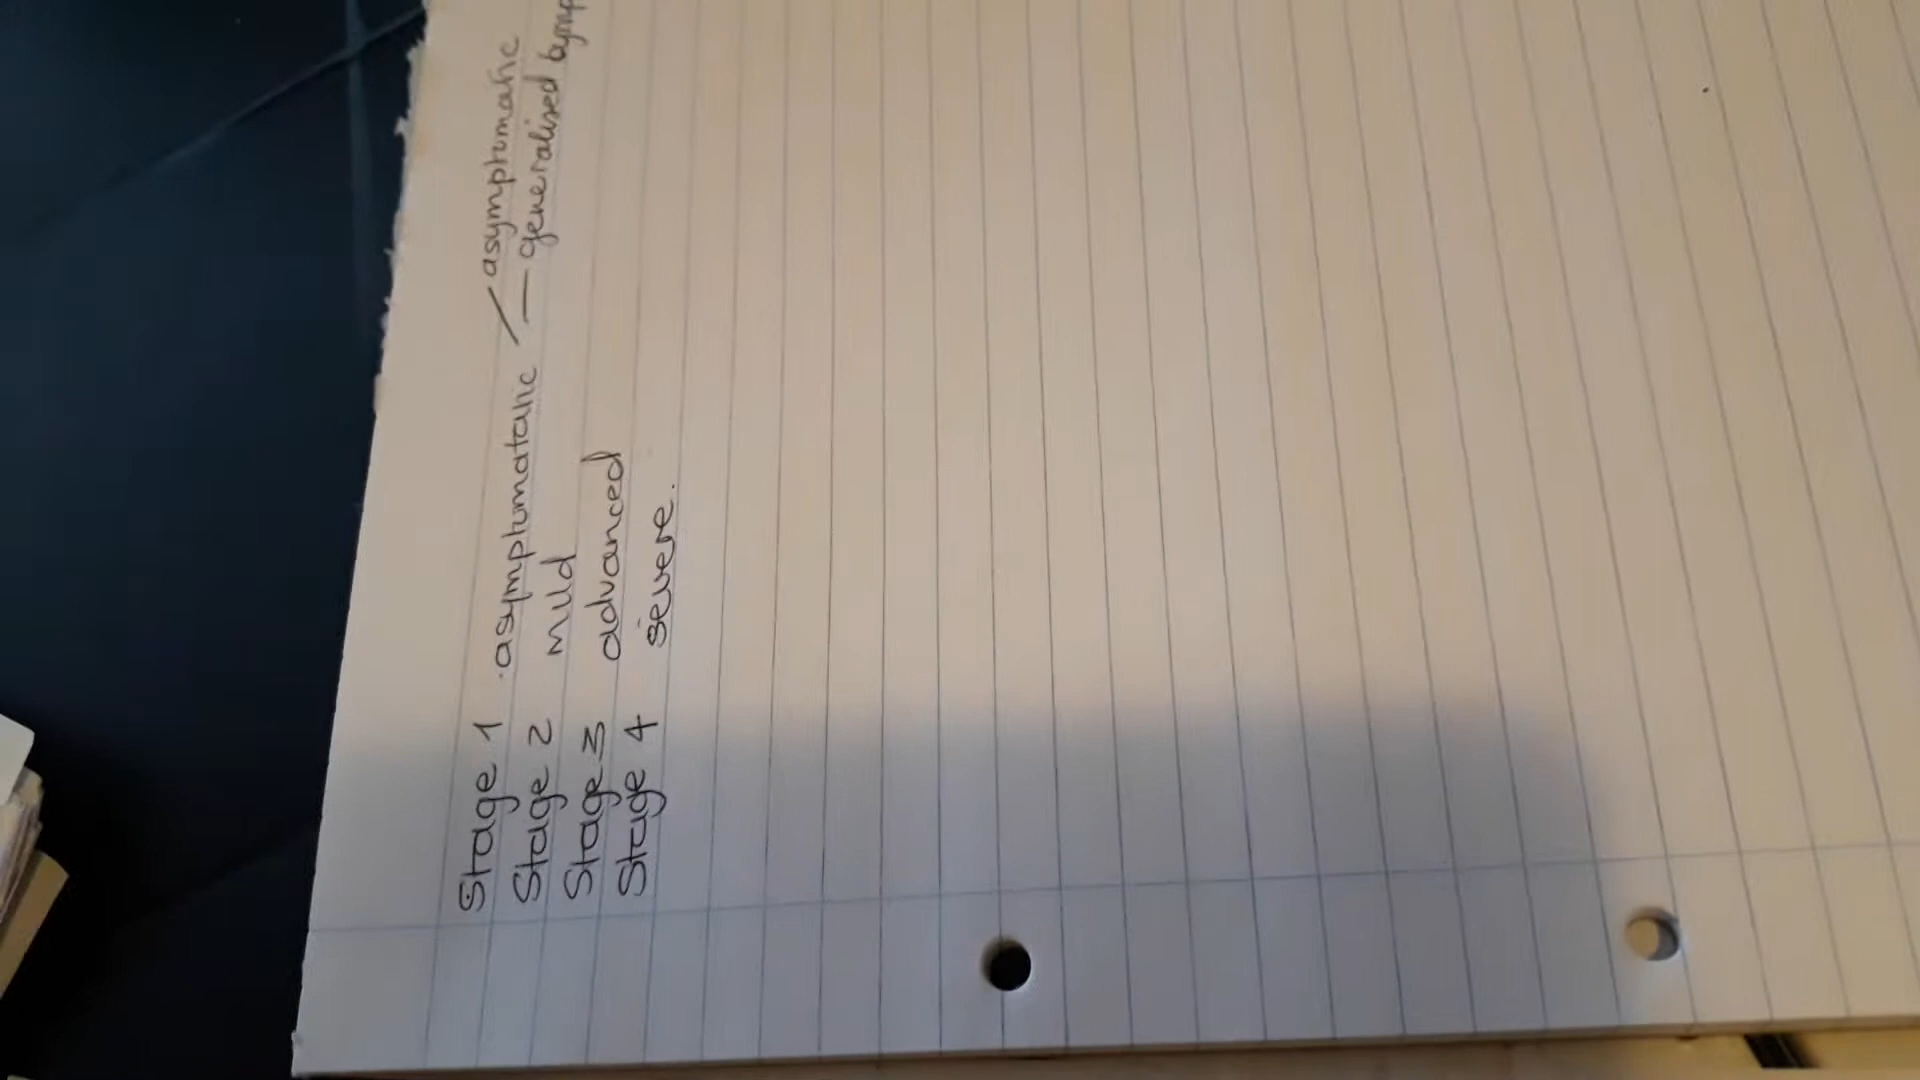 Stage 1 asymptomatic - asymptomatic
- generalised
Stage 2 mild
Stage 3 advanced
Stage 4 severe.